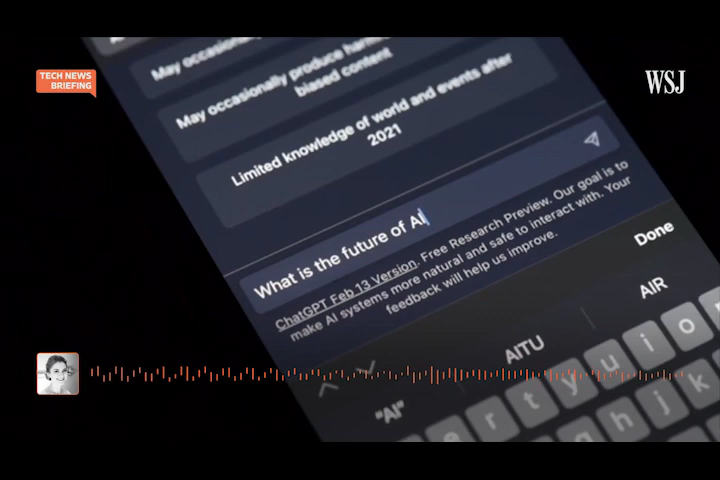 TECH NEWS
BRIEFING
WSJ
May occasionally produce harmful
biased content
Limited knowledge of world and events after
2021
What is the future of AI
ChatGPT Feb 13 Version. Free Research Preview. Our goal is to
make AI systems more natural and safe to interact with. Your
feedback will help us improve.
Done
"AI"
AITU
AIR
e r t y u i o
g h j k